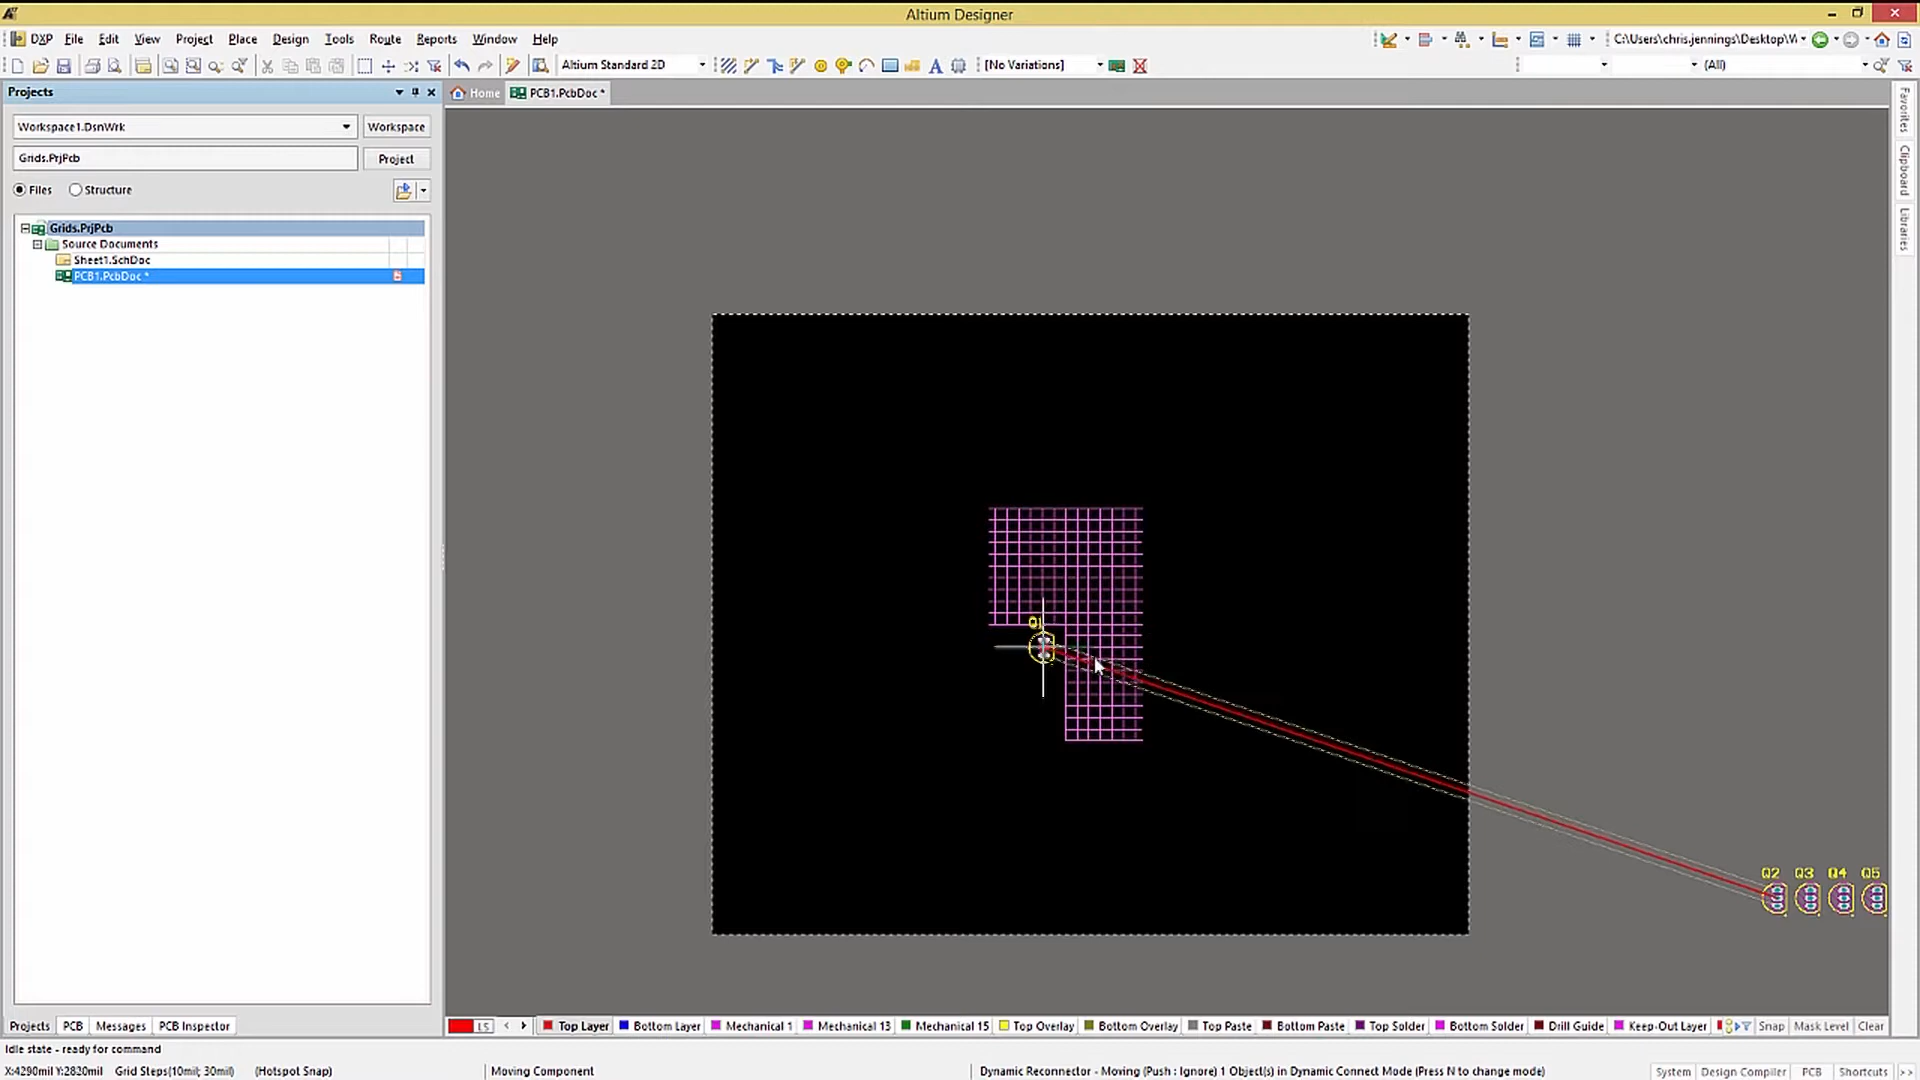 Altium Designer
DXP File Edit View Project Place Design Tools Route Reports Window Help
C:\Users\chris.jennings\Desktop\W
Altium Standard 2D
[No Variations]
(All)
Projects
Home
PCB1.PcbDoc *
Workspace1.DsnWrk
Workspace
Grids.PrjPcb
Project
Files
Structure
Grids.PrjPcb
Source Documents
Sheet1.SchDoc
PCB1.PcbDoc *
Favorites
Clipboard
Libraries
Q1
Q2 Q3 Q4 Q5
Projects PCB Messages PCB Inspector
LS
Top Layer Bottom Layer Mechanical 1 Mechanical 13 Mechanical 15 Top Overlay Bottom Overlay Top Paste Bottom Paste Top Solder Bottom Solder Drill Guide Keep-Out Layer
Snap Mask Level Clear
Idle state - ready for command
X:4290mil Y:2820mil Grid Steps(10mil; 30mil) (Hotspot Snap)
Moving Component
Dynamic Reconnector - Moving (Push : Ignore) 1 Object(s) in Dynamic Connect Mode (Press N to change mode)
System Design Compiler PCB Shortcuts >>